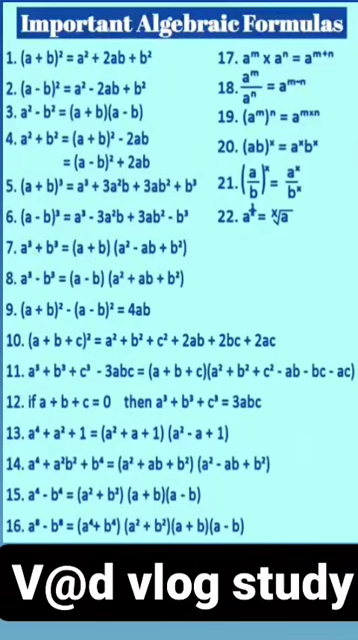 Important Algebraic Formulas
1. (a + b)² = a² + 2ab + b²
2. (a - b)² = a² - 2ab + b²
3. a² - b² = (a + b)(a - b)
4. a² + b² = (a + b)² - 2ab
= (a - b)² + 2ab
5. (a + b)³ = a³ + 3a²b + 3ab² + b³
6. (a - b)³ = a³ - 3a²b + 3ab² - b³
7. a³ + b³ = (a + b) (a² - ab + b²)
8. a³ - b³ = (a - b) (a² + ab + b²)
9. (a + b)² - (a - b)² = 4ab
10. (a + b + c)² = a² + b² + c² + 2ab + 2bc + 2ac
11. a³ + b³ + c³ - 3abc = (a + b + c)(a² + b² + c² - ab - bc - ac)
12. if a + b + c = 0 then a³ + b³ + c³ = 3abc
13. a⁴ + a² + 1 = (a² + a + 1) (a² - a + 1)
14. a⁴ + a²b² + b⁴ = (a² + ab + b²) (a² - ab + b²)
15. a⁴ - b⁴ = (a² + b²) (a + b)(a - b)
16. a⁸ - b⁸ = (a⁴+ b⁴) (a² + b²)(a + b)(a - b)
17. aᵐ x aⁿ = aᵐ⁺ⁿ
18. aᵐ/aⁿ = aᵐ⁻ⁿ
19. (aᵐ)ⁿ = aᵐˣⁿ
20. (ab)ˣ = aˣbˣ
21. (a/b)ˣ = aˣ/bˣ
22. a^(1/x) = ˣ√a
V@d vlog study